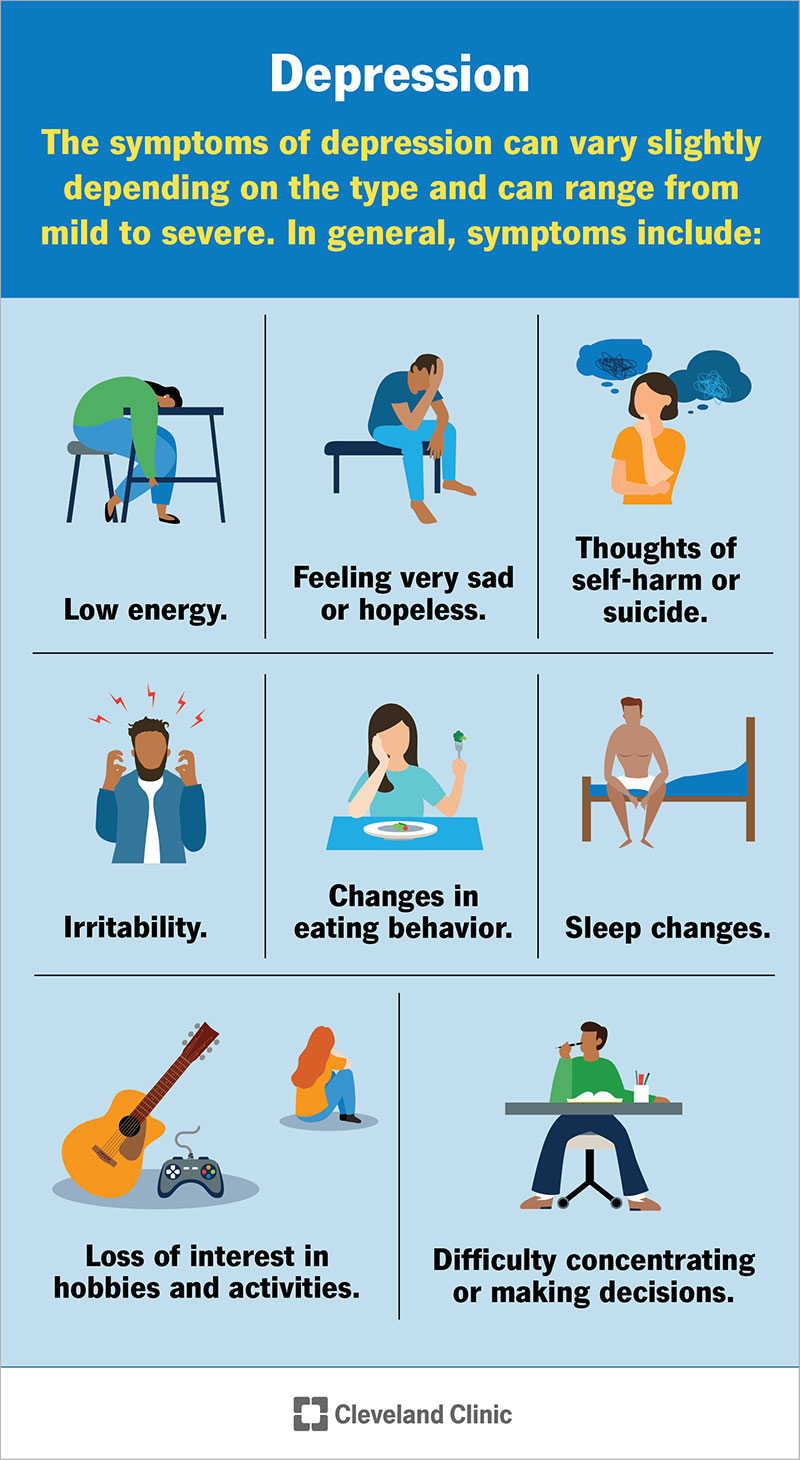 Depression
The symptoms of depression can vary slightly
depending on the type and can range from
mild to severe. In general, symptoms include:
Low energy.
Feeling very sad
or hopeless.
Thoughts of
self-harm or
suicide.
Irritability.
Changes in
eating behavior.
Sleep changes.
Loss of interest in
hobbies and activities.
Difficulty concentrating
or making decisions.
Cleveland Clinic